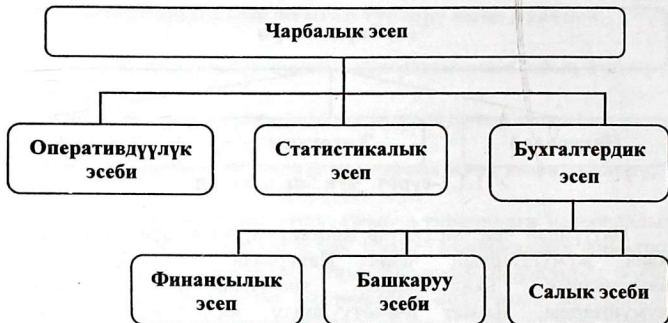 Чарбалык эсеп
Оперативдүүлүк
эсеби
Статистикалык
эсеп
Бухгалтердик
эсеп
Финансылык
эсеп
Башкаруу
эсеби
Салык эсеби